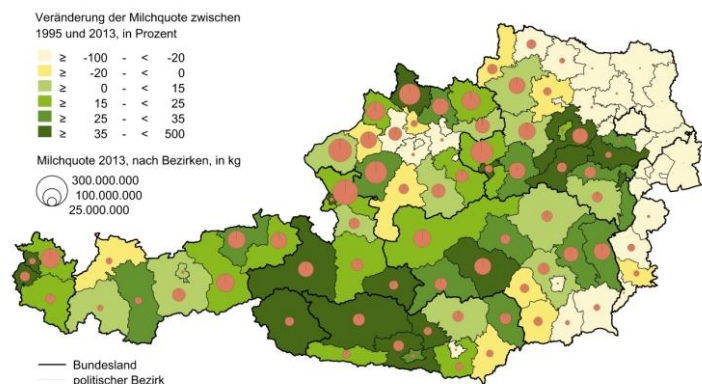 Veränderung der Milchquote zwischen
1995 und 2013, in Prozent
≥ -100 - < -20
≥ -20 - < 0
≥ 0 - < 15
≥ 15 - < 25
≥ 25 - < 35
≥ 35 - < 500
Milchquote 2013, nach Bezirken, in kg
300.000.000
100.000.000
25.000.000
Bundesland
politischer Bezirk